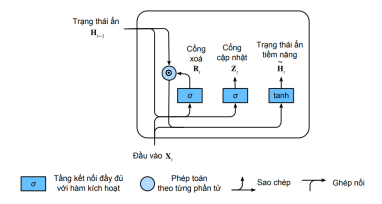 Trạng thái ẩn
H_{t-1}
Cổng xoá
R_t
Cổng cập nhật
Z_t
Trạng thái ẩn tiềm năng
H̃_t
σ
σ
tanh
Đầu vào X_t
σ
Tầng kết nối đầy đủ
với hàm kích hoạt
Phép toán
theo từng phần tử
Sao chép
Ghép nối